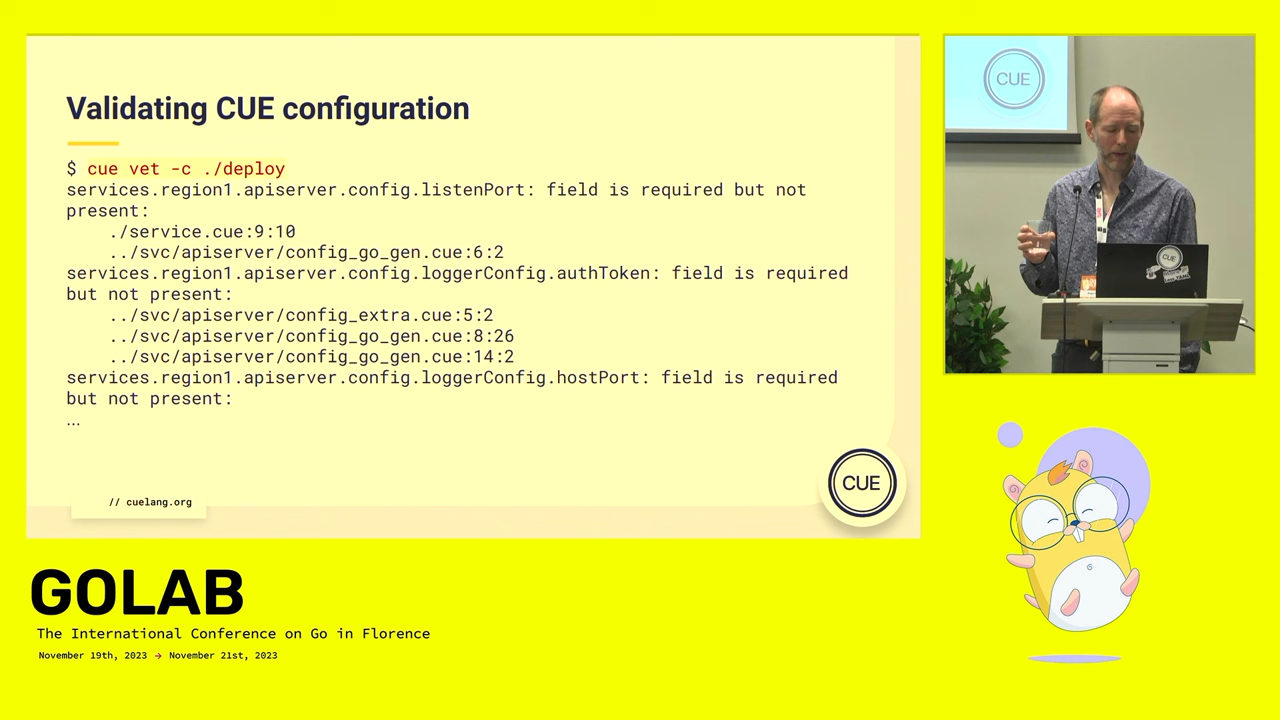 Validating CUE configuration
$ cue vet -c ./deploy
services.region1.apiserver.config.listenPort: field is required but not
present:
./service.cue:9:10
../svc/apiserver/config_go_gen.cue:6:2
services.region1.apiserver.config.loggerConfig.authToken: field is required
but not present:
../svc/apiserver/config_extra.cue:5:2
../svc/apiserver/config_go_gen.cue:8:26
../svc/apiserver/config_go_gen.cue:14:2
services.region1.apiserver.config.loggerConfig.hostPort: field is required
but not present:
...
// cuelang.org
CUE
CUE
CUE
GOLAB
The International Conference on Go in Florence
November 19th, 2023 → November 21st, 2023